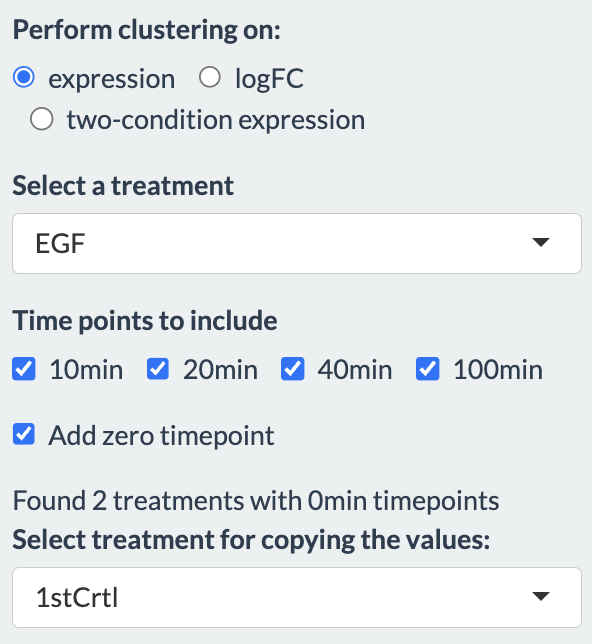 Perform clustering on:
expression logFC
two-condition expression
Select a treatment
EGF
Time points to include
10min 20min 40min 100min
Add zero timepoint
Found 2 treatments with 0min timepoints
Select treatment for copying the values:
1stCrtl